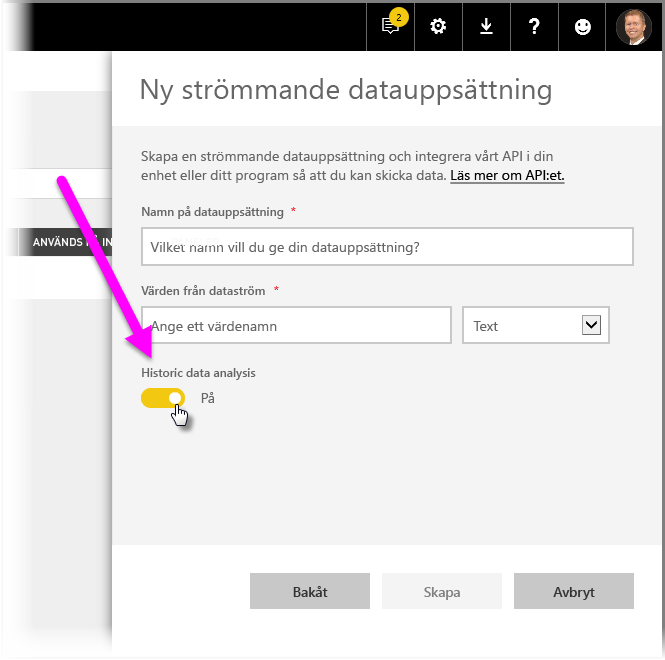 2
?
Ny strömmande datauppsättning
Skapa en strömmande datauppsättning och integrera vårt API i din
enhet eller ditt program så att du kan skicka data. Läs mer om API:et.
Namn på datauppsättning *
ANVÄNDS PÅ IN
Vilket namn vill du ge din datauppsättning?
Värden från dataström *
Ange ett värdenamn
Text
Historic data analysis
På
Bakåt
Skapa
Avbryt